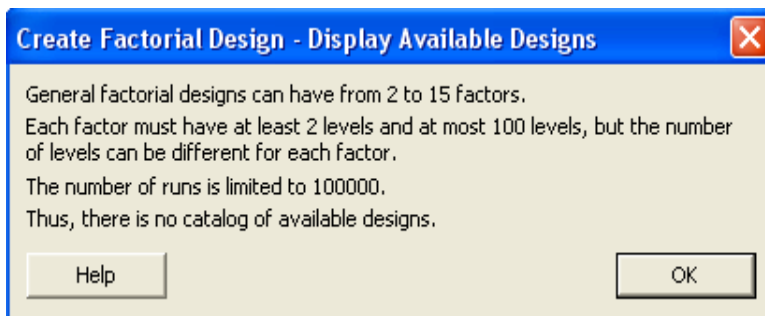 Create Factorial Design - Display Available Designs
General factorial designs can have from 2 to 15 factors.
Each factor must have at least 2 levels and at most 100 levels, but the number
of levels can be different for each factor.
The number of runs is limited to 100000.
Thus, there is no catalog of available designs.
Help
OK